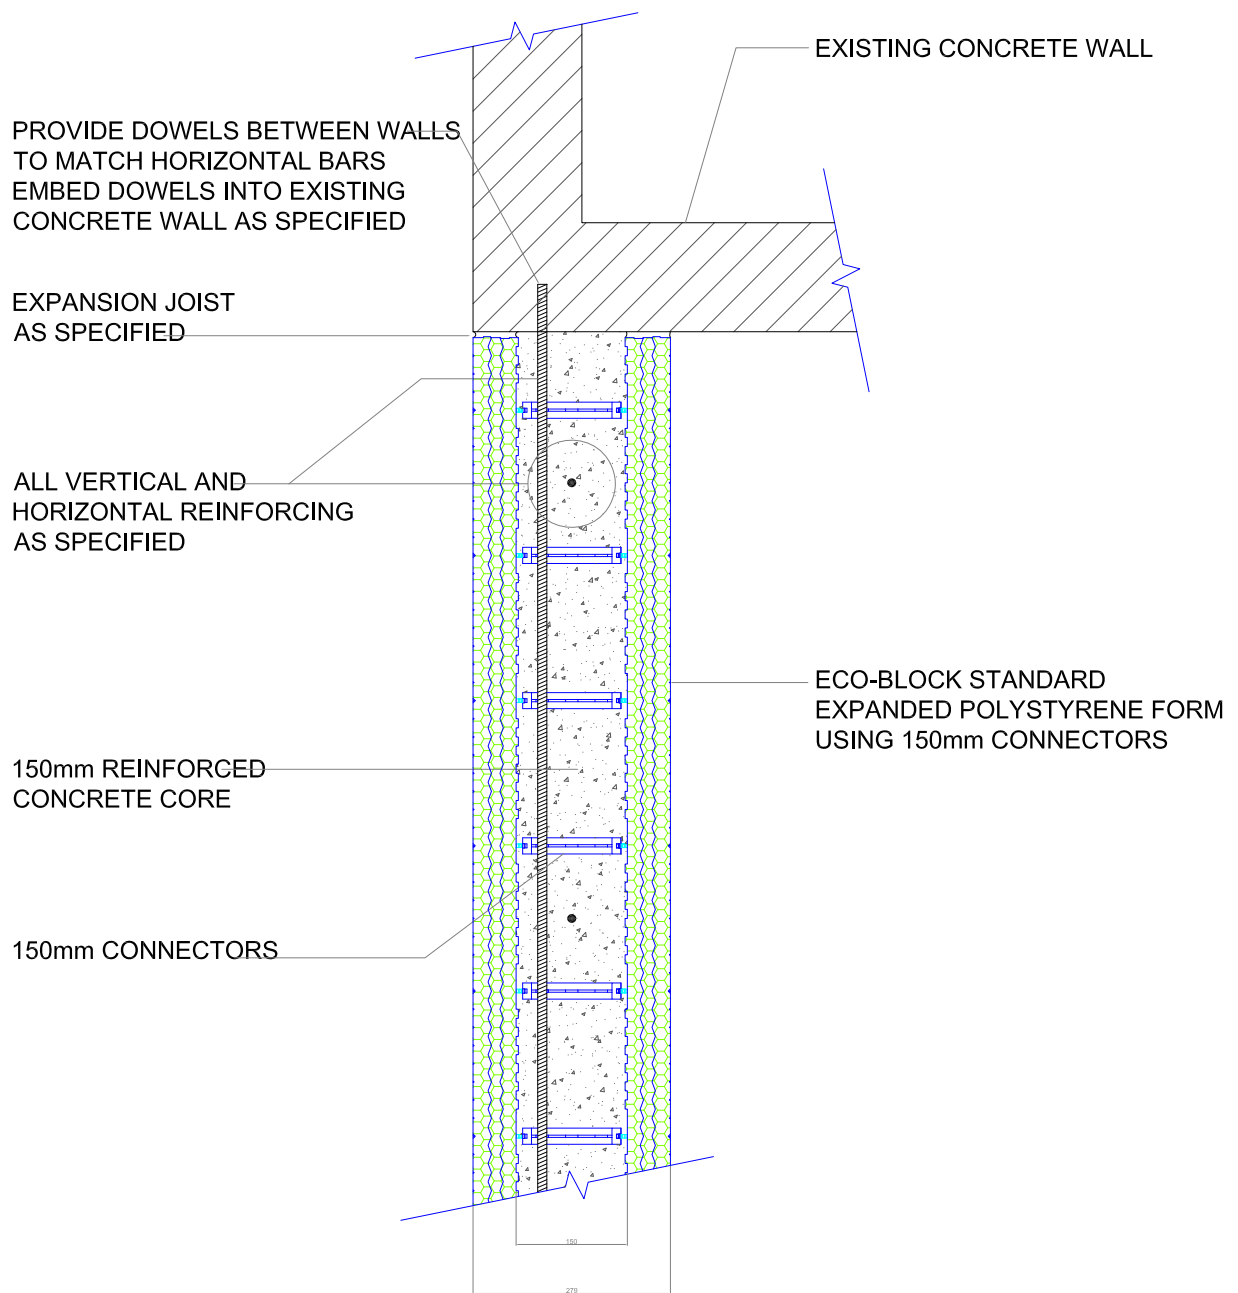 EXISTING CONCRETE WALL
PROVIDE DOWELS BETWEEN WALLS
TO MATCH HORIZONTAL BARS
EMBED DOWELS INTO EXISTING
CONCRETE WALL AS SPECIFIED
EXPANSION JOIST
AS SPECIFIED
ALL VERTICAL AND
HORIZONTAL REINFORCING
AS SPECIFIED
ECO-BLOCK STANDARD
EXPANDED POLYSTYRENE FORM
USING 150mm CONNECTORS
150mm REINFORCED
CONCRETE CORE
150mm CONNECTORS
150
279